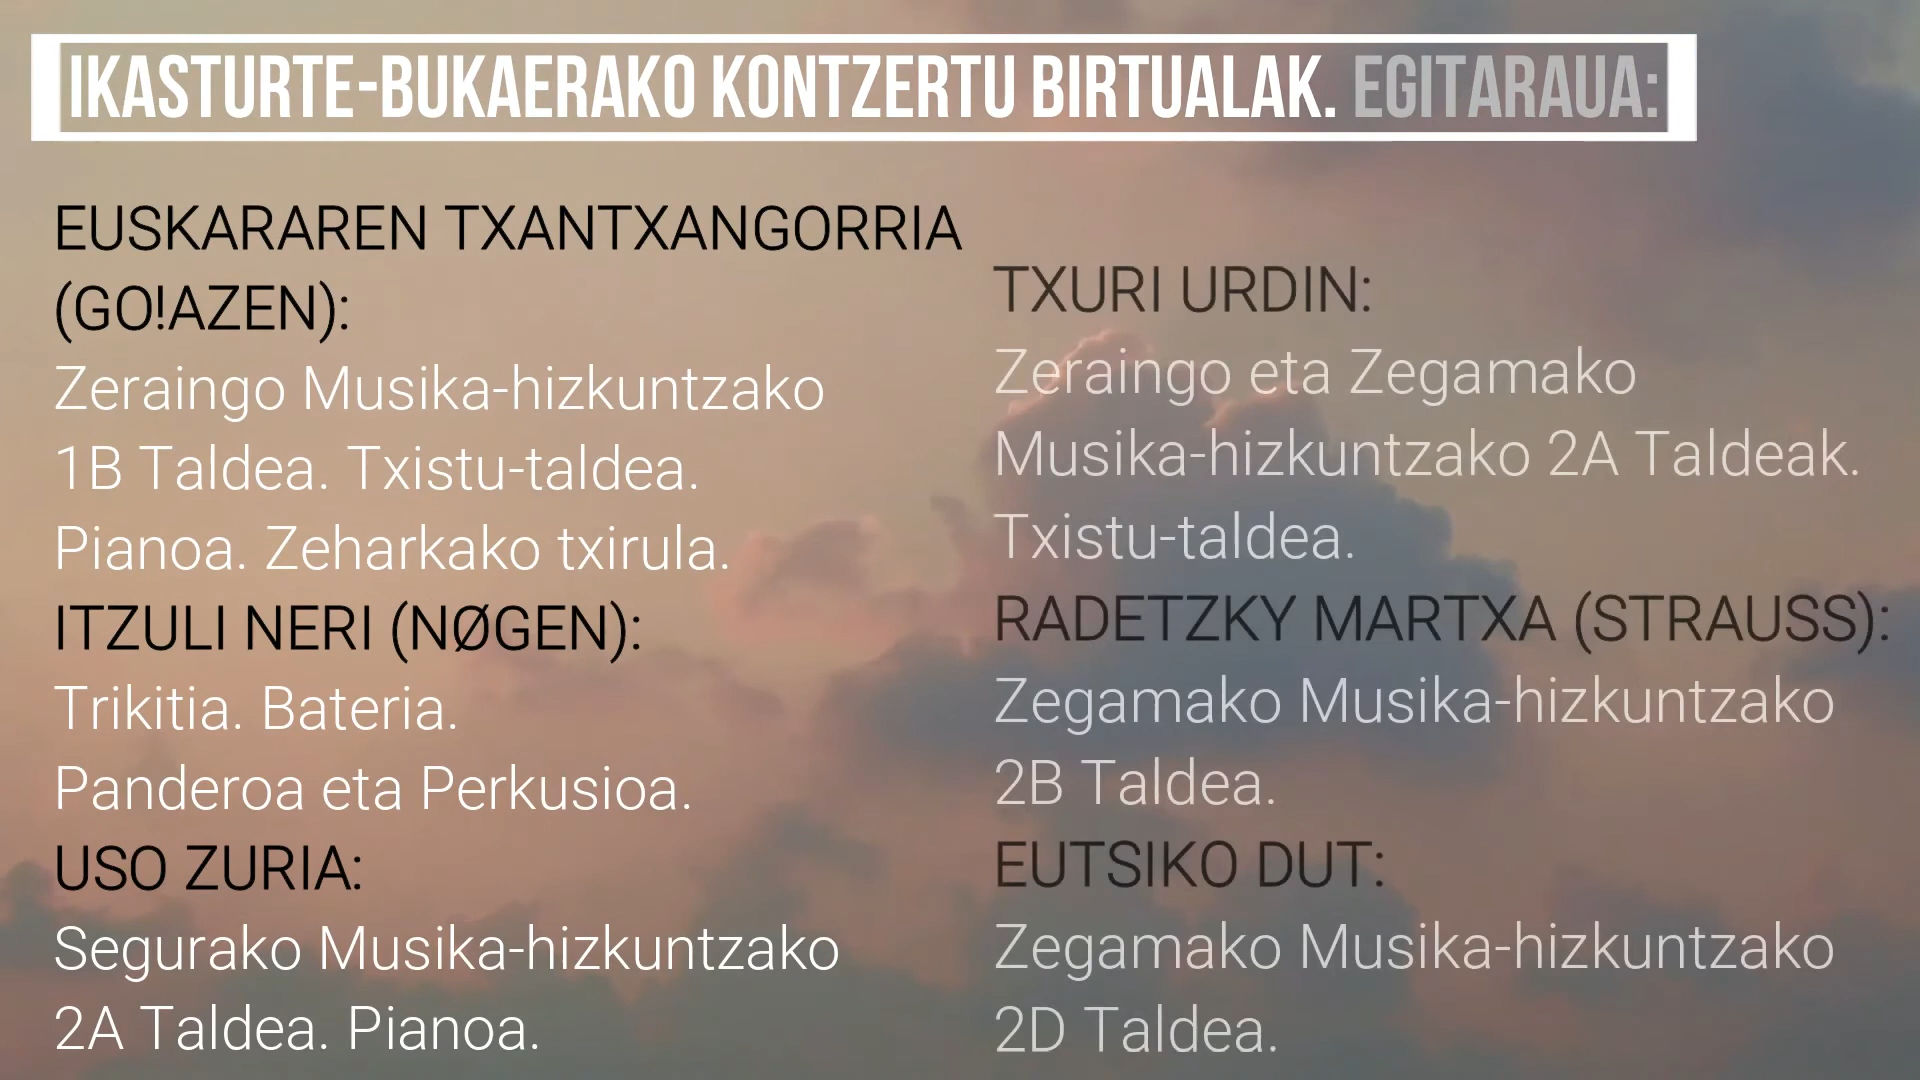 IKASTURTE-BUKAERAKO KONTZERTU BIRTUALAK. EGITARAUA:
EUSKARAREN TXANTXANGORRIA
(GO!AZEN):
Zeraingo Musika-hizkuntzako
1B Taldea. Txistu-taldea.
Pianoa. Zeharkako txirula.
ITZULI NERI (NØGEN):
Trikitia. Bateria.
Panderoa eta Perkusioa.
USO ZURIA:
Segurako Musika-hizkuntzako
2A Taldea. Pianoa.
TXURI URDIN:
Zeraingo eta Zegamako
Musika-hizkuntzako 2A Taldeak.
Txistu-taldea.
RADETZKY MARTXA (STRAUSS):
Zegamako Musika-hizkuntzako
2B Taldea.
EUTSIKO DUT:
Zegamako Musika-hizkuntzako
2D Taldea.